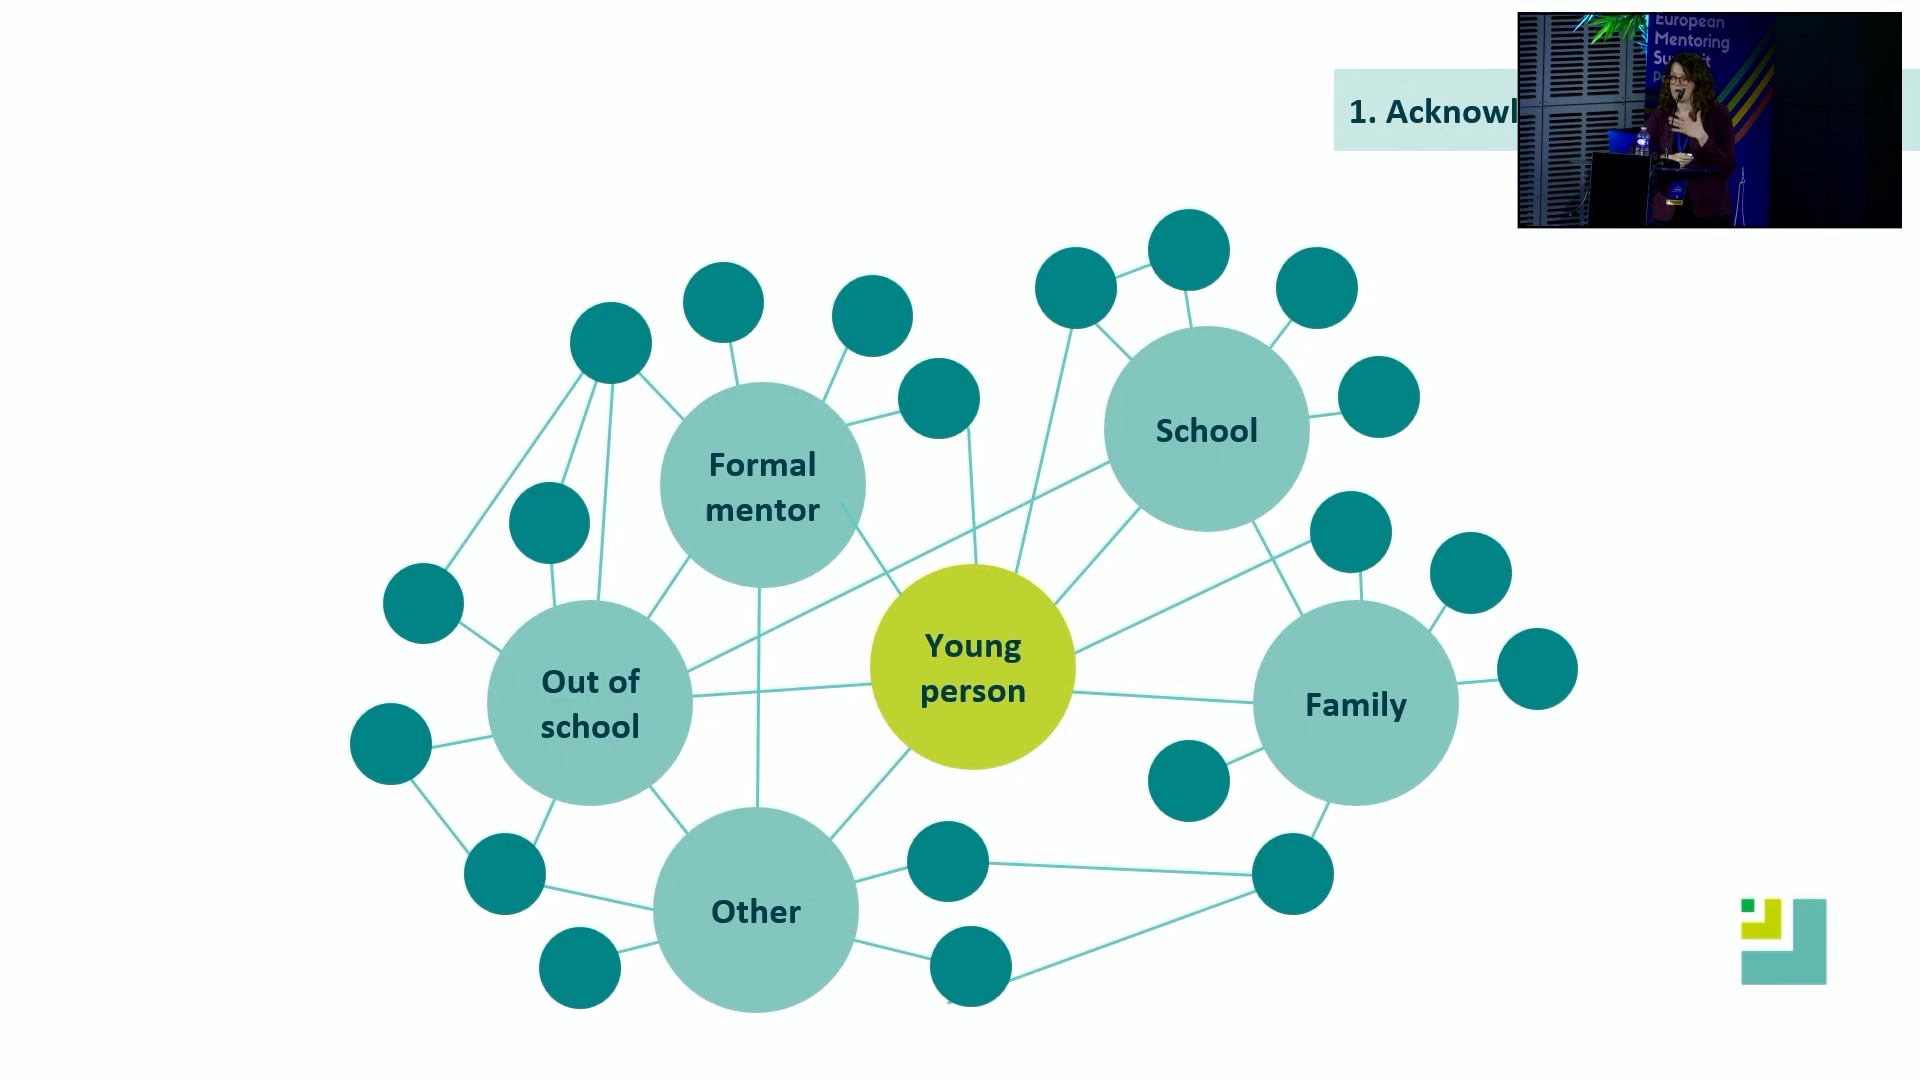 European
Mentoring
1. Acknowl
School
Formal
mentor
Young
person
Out of
school
Family
Other